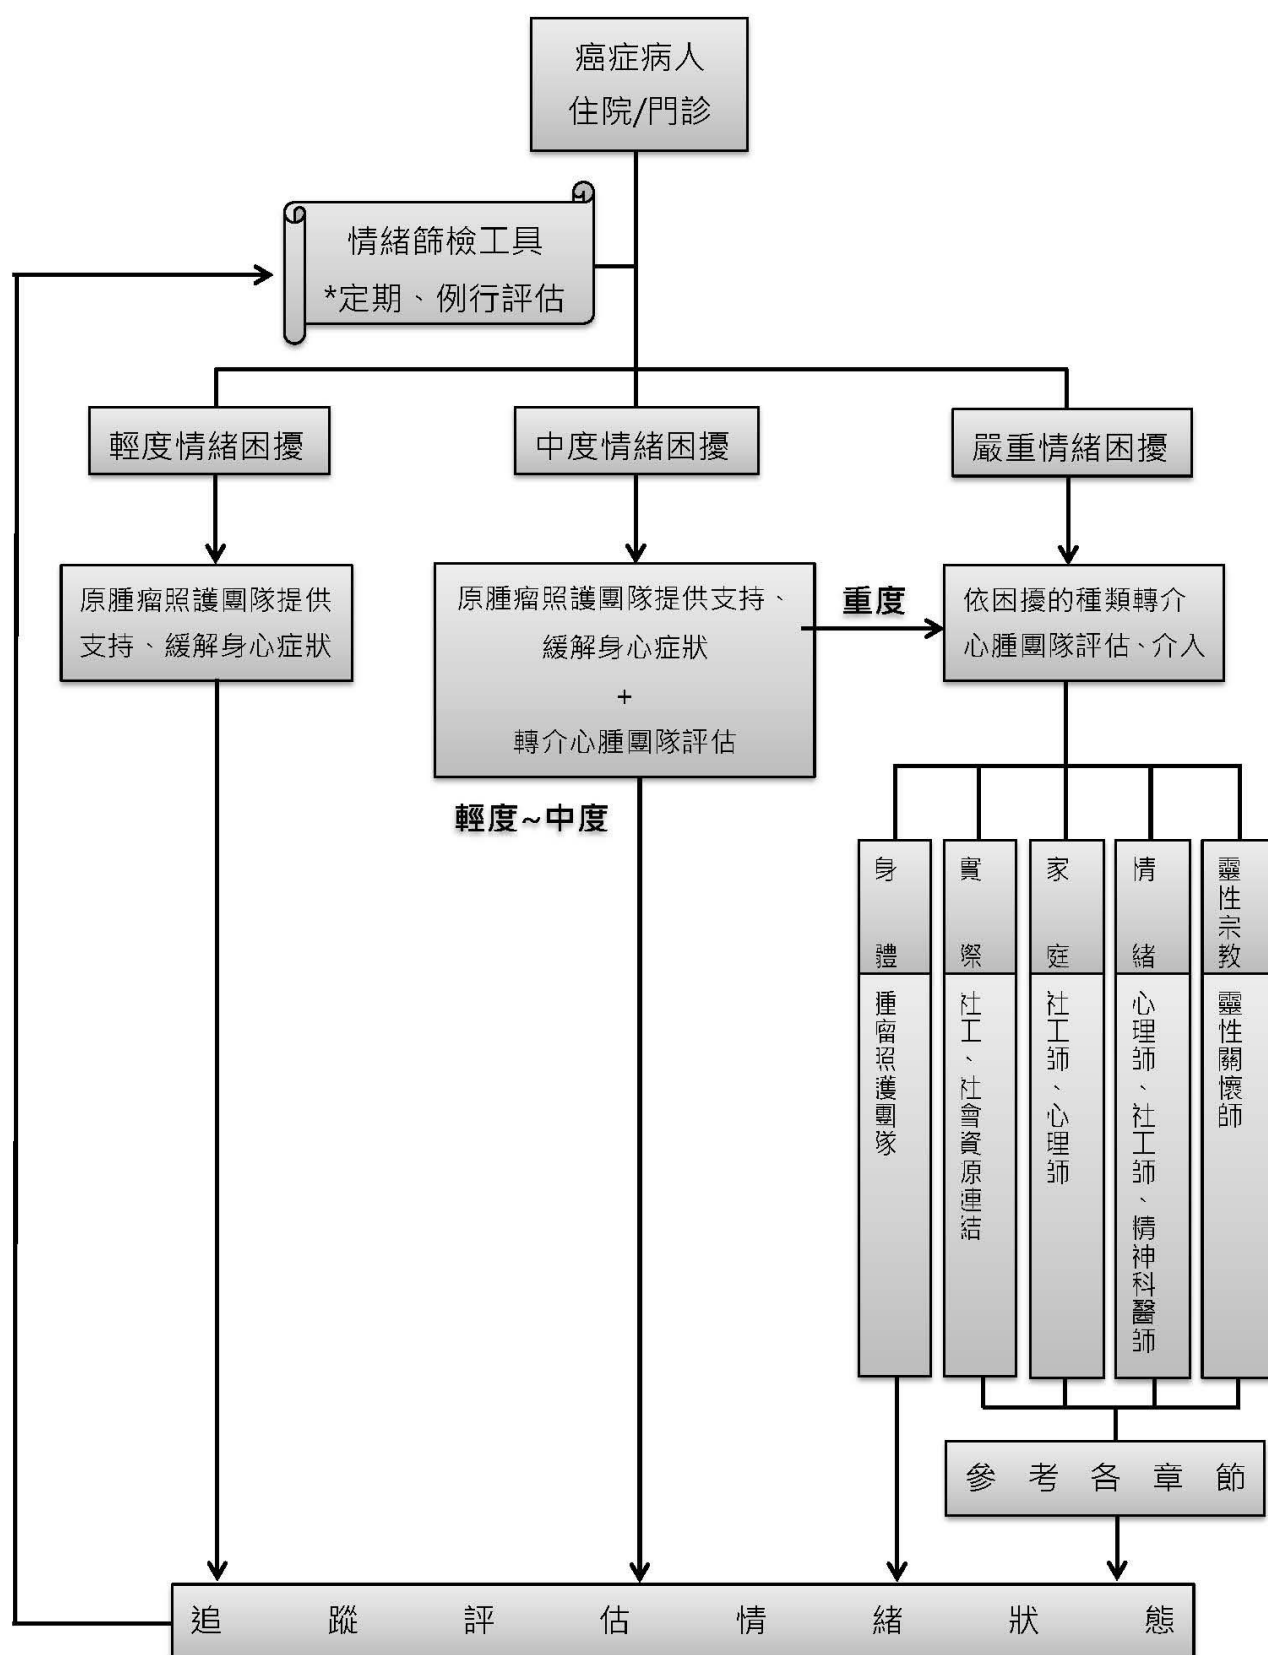 癌症病人
住院/門診
情緒篩檢工具
*定期、例行評估
輕度情緒困擾
中度情緒困擾
嚴重情緒困擾
原腫瘤照護團隊提供
支持、緩解身心症狀
原腫瘤照護團隊提供支持、
緩解身心症狀
+
轉介心腫團隊評估
重度
依困擾的種類轉介
心腫團隊評估、介入
輕度~中度
身體
實際
家庭
情緒
靈性宗教
腫瘤照護團隊
社工、社會資源連結
社工師、心理師
心理師、社工師、精神科醫師
靈性關懷師
參考各章節
追蹤評估情緒狀態